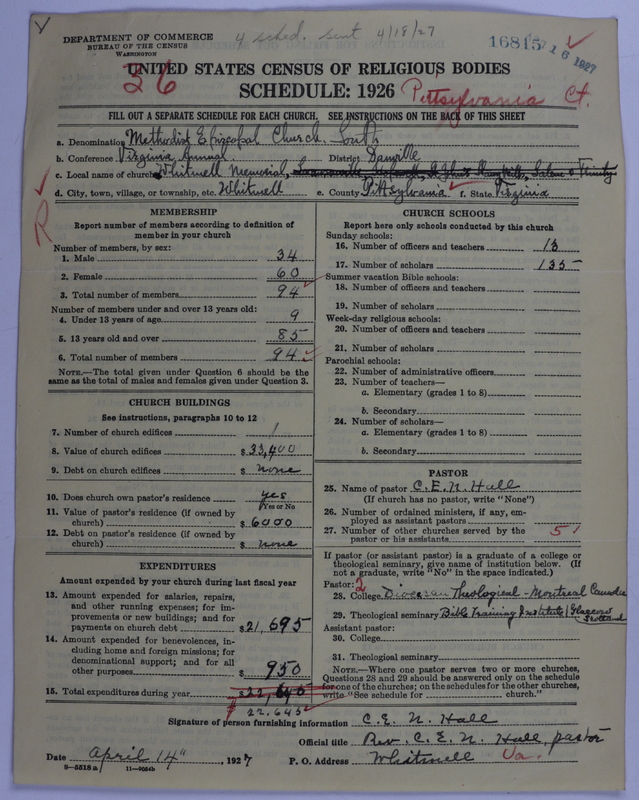 DEPARTMENT OF COMMERCE
BUREAU OF THE CENSUS
WASHINGTON
4 sched. sent 4/18/27
16815
16 1927
36
UNITED STATES CENSUS OF RELIGIOUS BODIES
SCHEDULE: 1926
Pittsylvania Ct.
FILL OUT A SEPARATE SCHEDULE FOR EACH CHURCH. SEE INSTRUCTIONS ON THE BACK OF THIS SHEET
a. Denomination Methodist Episcopal Church, South
b. Conference Virginia Annual District Danville
c. Local name of church Whitmell Memorial,
d. City, town, village, or township, etc. Whitmell e. County Pittsylvania f. State Virginia
R
MEMBERSHIP
Report number of members according to definition of
member in your church
Number of members, by sex:
1. Male 34
2. Female 60
3. Total number of members 94
Number of members under and over 13 years old:
4. Under 13 years of age 9
5. 13 years old and over 85
6. Total number of members 94
NOTE.—The total given under Question 6 should be the
same as the total of males and females given under Question 3.
CHURCH BUILDINGS
See instructions, paragraphs 10 to 12
7. Number of church edifices 1
8. Value of church edifices $ 33,400
9. Debt on church edifices $ none
10. Does church own pastor's residence yes
Yes or No
11. Value of pastor's residence (if owned by
church) $ 6000
12. Debt on pastor's residence (if owned by
church) $ none
EXPENDITURES
Amount expended by your church during last fiscal year
13. Amount expended for salaries, repairs,
and other running expenses; for im-
provements or new buildings; and for
payments on church debt $ 21,695
14. Amount expended for benevolences, in-
cluding home and foreign missions; for
denominational support; and for all
other purposes $ 950
15. Total expenditures during year $ 22,640
22,645
CHURCH SCHOOLS
Report here only schools conducted by this church
Sunday schools:
16. Number of officers and teachers 13
17. Number of scholars 135
Summer vacation Bible schools:
18. Number of officers and teachers
19. Number of scholars
Week-day religious schools:
20. Number of officers and teachers
21. Number of scholars
Parochial schools:
22. Number of administrative officers
23. Number of teachers—
a. Elementary (grades 1 to 8)
b. Secondary
24. Number of scholars—
a. Elementary (grades 1 to 8)
b. Secondary
PASTOR
25. Name of pastor C. E. N. Hall
(If church has no pastor, write "None")
26. Number of ordained ministers, if any, em-
ployed as assistant pastors
27. Number of other churches served by the
pastor or his assistants 5
If pastor (or assistant pastor) is a graduate of a college or
theological seminary, give name of institution below. (If
not a graduate, write "No" in the space indicated.)
Pastor: 2
28. College Diocesan Theological - Montreal Canada
29. Theological seminary Bible Training Institute, Glasgow
Scotland
Assistant pastor:
30. College
31. Theological seminary
NOTE.—Where one pastor serves two or more churches,
Questions 28 and 29 should be answered only on the schedule
for one of the churches; on the schedules for the other churches,
write "See schedule for church."
Signature of person furnishing information C. E. N. Hall
Official title Rev. C. E. N. Hall, pastor
Date April 14th, 1927 P. O. Address Whitmell Va.